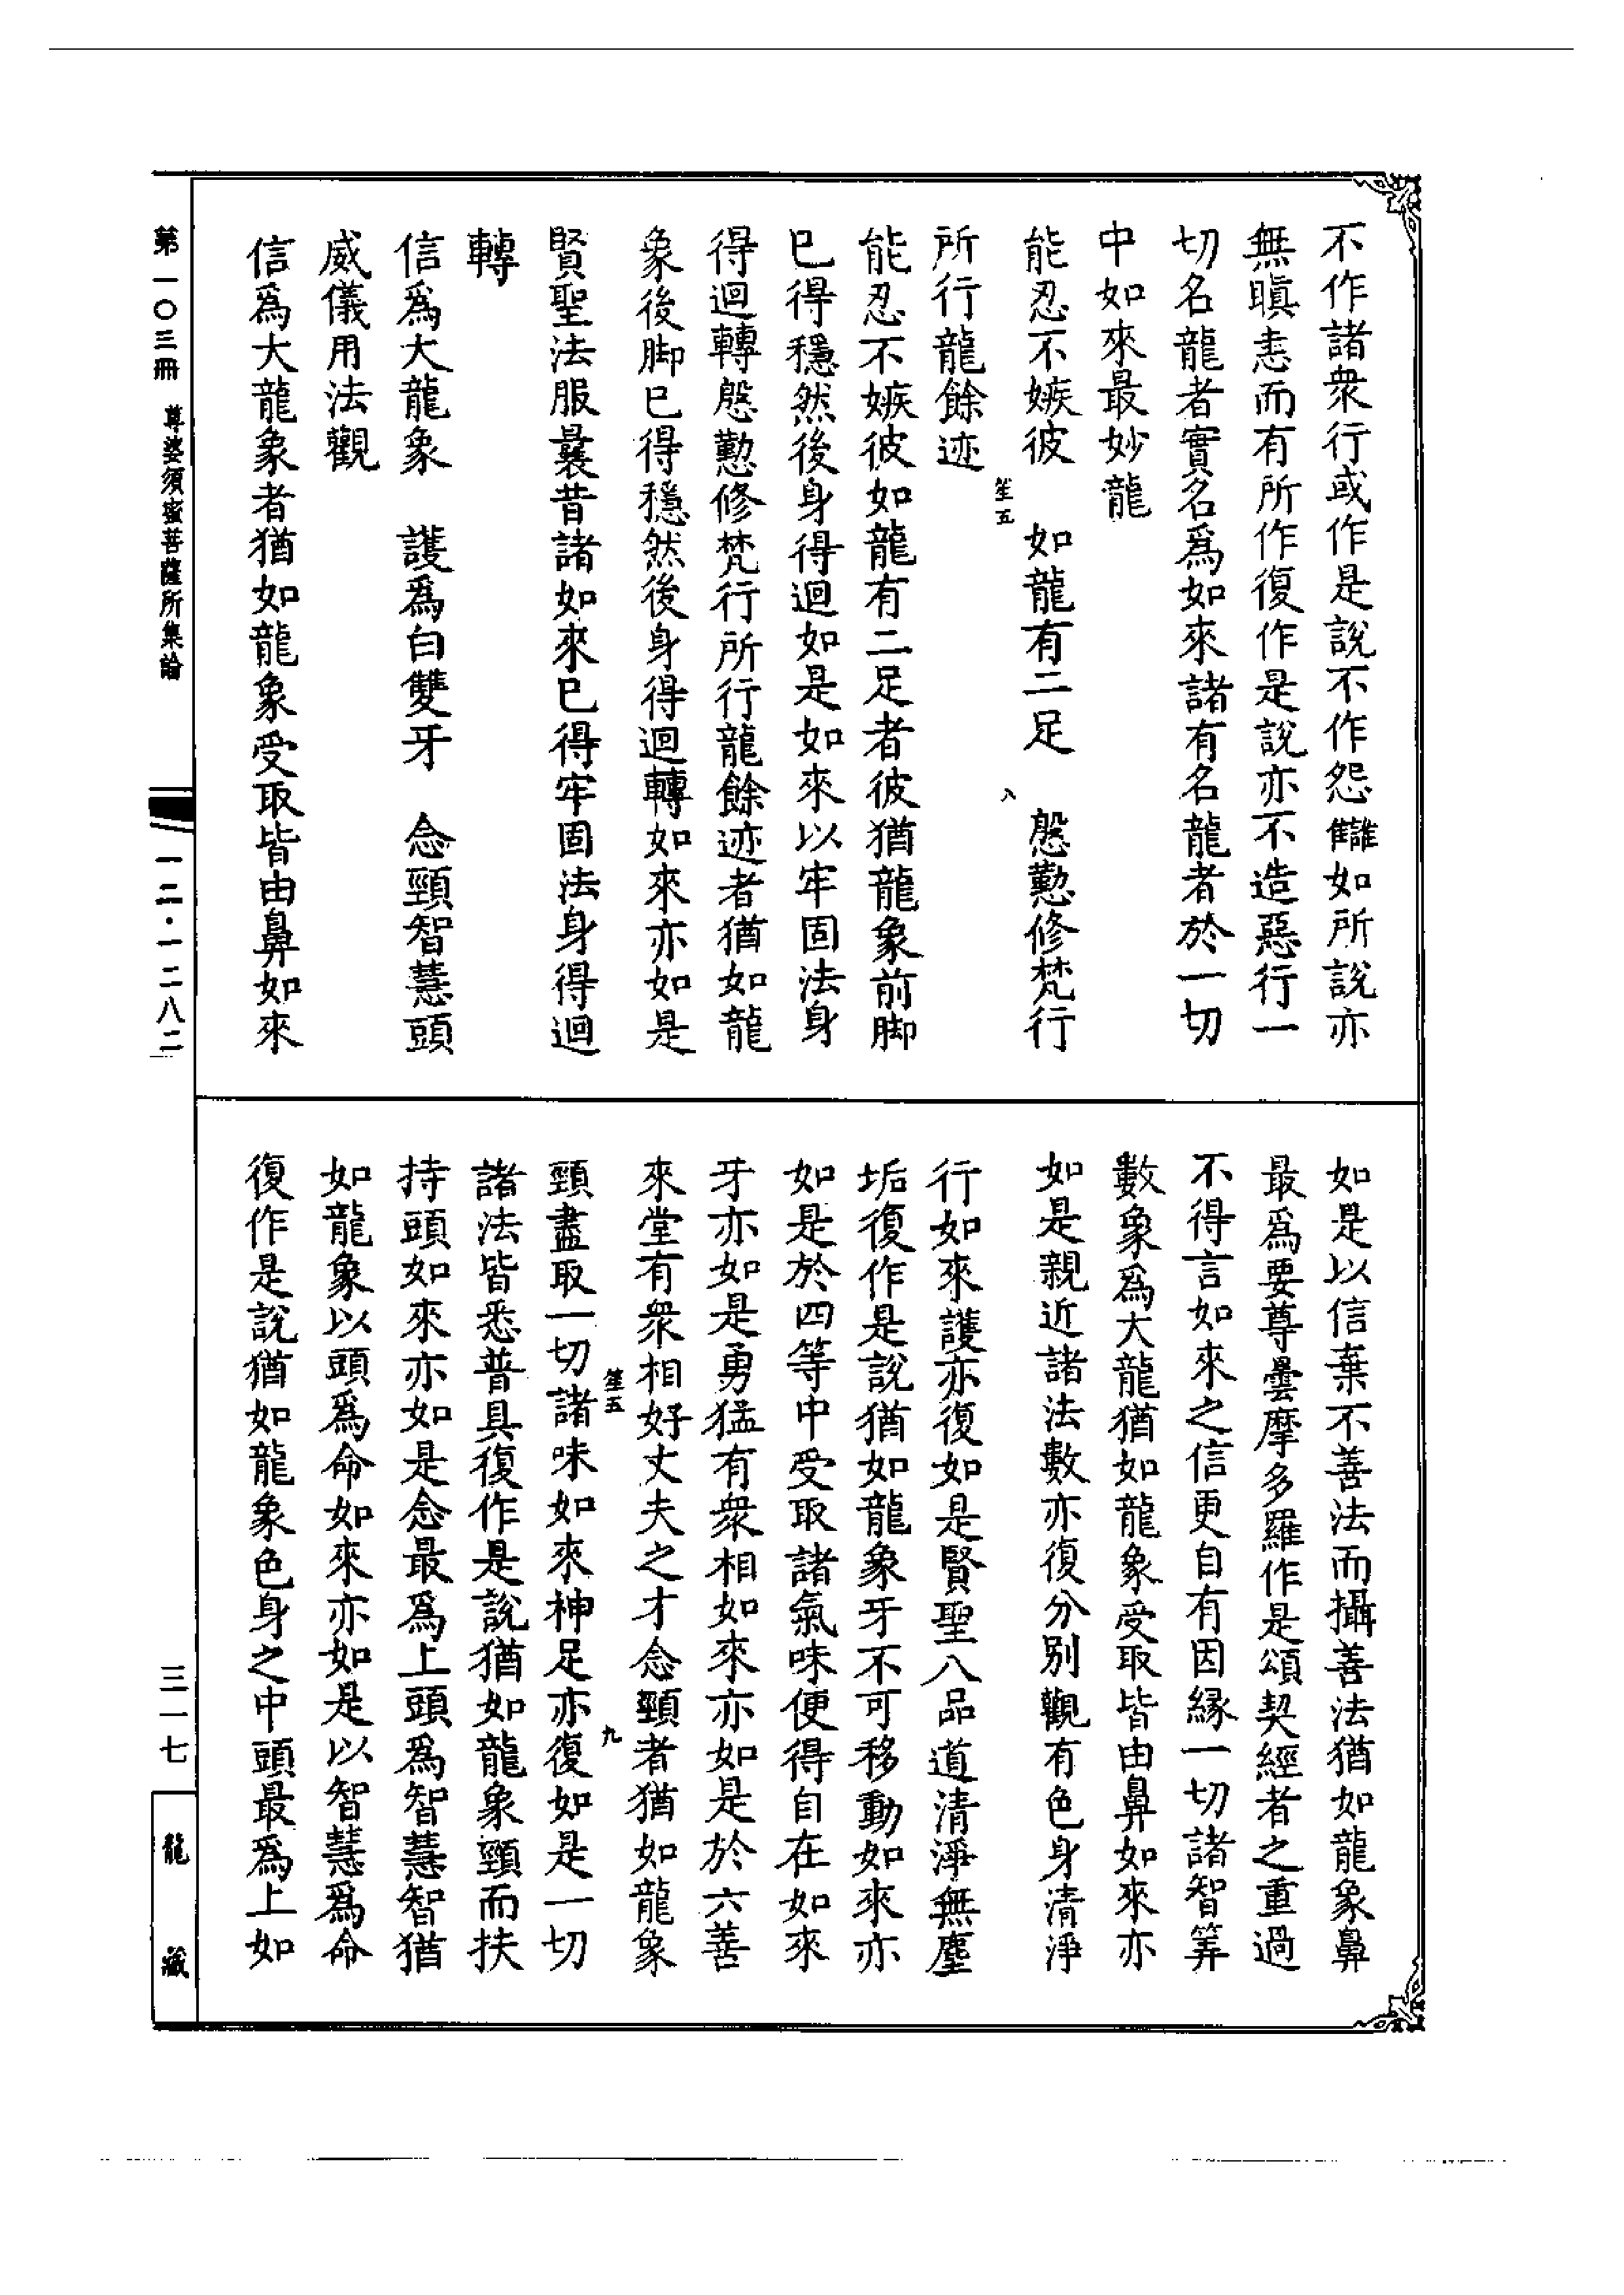 不作諸衆行或作是說不作怨讎如所說亦
無瞋恚而有所作復作是說亦不造惡行一
切名龍者實名爲如來諸有名龍者於一切
中如來最妙龍
能忍不嫉彼　如龍有二足　慇懃修梵行
笙五　八
所行龍餘迹
能忍不嫉彼如龍有二足者彼猶龍象前脚
已得穩然後身得迴如是如來以牢固法身
得迴轉慇懃修梵行所行龍餘迹者猶如龍
象後脚已得穩然後身得迴轉如來亦如是
賢聖法服曩昔諸如來已得牢固法身得迴
轉
信爲大龍象　護爲白雙牙　念頸智慧頭
威儀用法觀
信爲大龍象者猶如龍象受取皆由鼻如來
如是以信棄不善法而攝善法猶如龍象鼻
最爲要尊曇摩多羅作是頌契經者之重過
不得言如來之信更自有因緣一切諸智筭
數象爲大龍猶如龍象受取皆由鼻如來亦
如是親近諸法數亦復分别觀有色身清淨
行如來護亦復如是賢聖八品道清淨無塵
垢復作是說猶如龍象牙不可移動如來亦
如是於四等中受取諸氣味便得自在如來
牙亦如是勇猛有衆相如來亦如是於六善
來堂有衆相好丈夫之才念頸者猶如龍象
笙五　九
頸盡取一切諸味如來神足亦復如是一切
諸法皆悉普具復作是說猶如龍象頸而扶
持頭如來亦如是念最爲上頭爲智慧智猶
如龍象以頭爲命如來亦如是以智慧爲命
復作是說猶如龍象色身之中頭最爲上如
第一〇三冊　尊婆須蜜菩薩所集論
一二·一二八二
三一七
龍藏